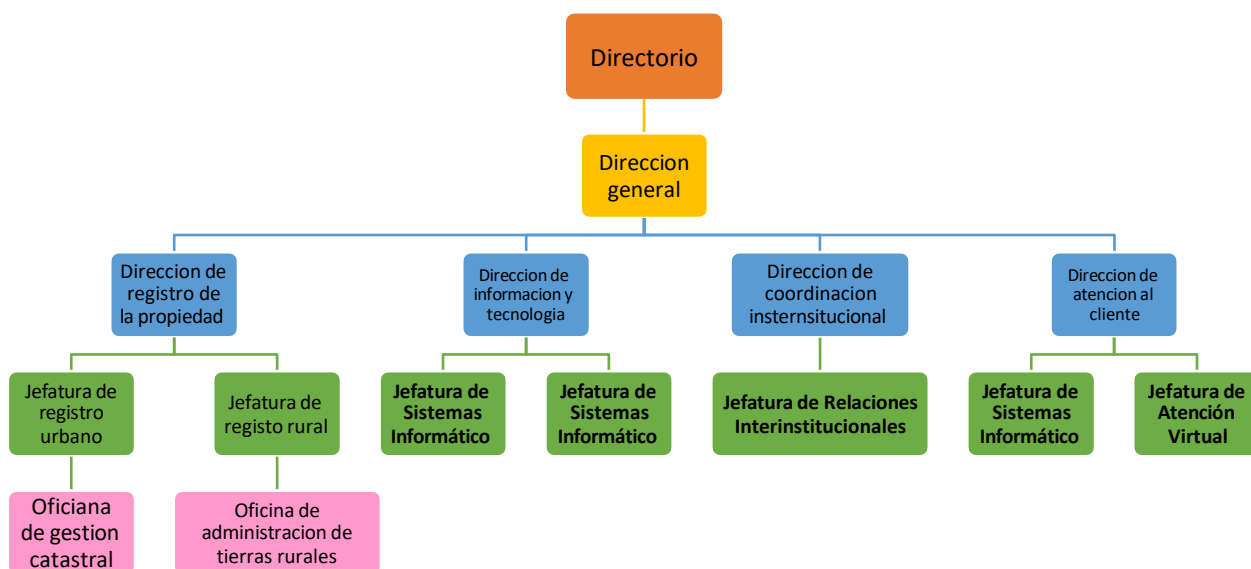 Directorio
Direccion
general
Direccion de
registro de
la propiedad
Direccion de
informacion y
tecnologia
Direccion de
coordinacion
insternsitucional
Direccion de
atencion al
cliente
Jefatura de
registro
urbano
Jefatura de
registo rural
Jefatura de
Sistemas
Informático
Jefatura de
Sistemas
Informático
Jefatura de Relaciones
Interinstitucionales
Jefatura de
Sistemas
Informático
Jefatura de
Atención
Virtual
Oficiana
de gestion
catastral
Oficina de
administracion de
tierras rurales